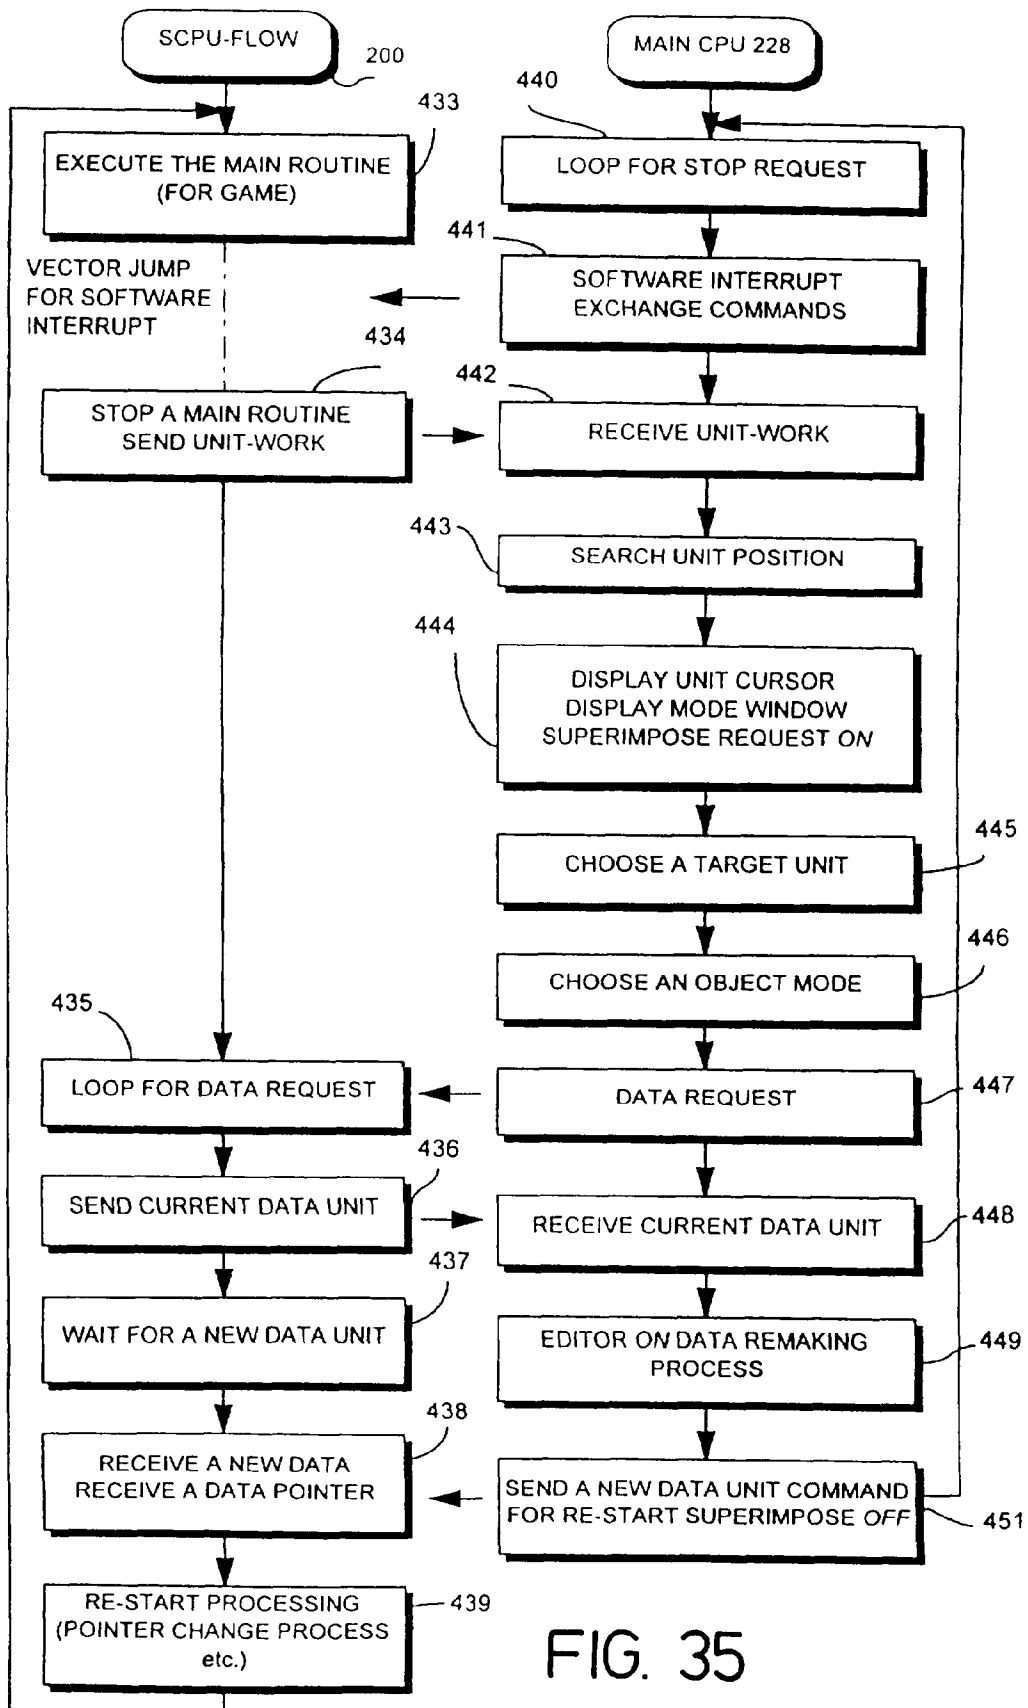 SCPU-FLOW
200
433
EXECUTE THE MAIN ROUTINE
(FOR GAME)
VECTOR JUMP
FOR SOFTWARE
INTERRUPT
434
STOP A MAIN ROUTINE
SEND UNIT-WORK
435
LOOP FOR DATA REQUEST
436
SEND CURRENT DATA UNIT
437
WAIT FOR A NEW DATA UNIT
438
RECEIVE A NEW DATA
RECEIVE A DATA POINTER
RE-START PROCESSING
(POINTER CHANGE PROCESS
etc.)
439
MAIN CPU 228
440
LOOP FOR STOP REQUEST
441
SOFTWARE INTERRUPT
EXCHANGE COMMANDS
442
RECEIVE UNIT-WORK
443
SEARCH UNIT POSITION
444
DISPLAY UNIT CURSOR
DISPLAY MODE WINDOW
SUPERIMPOSE REQUEST ON
445
CHOOSE A TARGET UNIT
446
CHOOSE AN OBJECT MODE
DATA REQUEST
447
RECEIVE CURRENT DATA UNIT
448
EDITOR ON DATA REMAKING
PROCESS
449
SEND A NEW DATA UNIT COMMAND
FOR RE-START SUPERIMPOSE OFF
451
FIG. 35